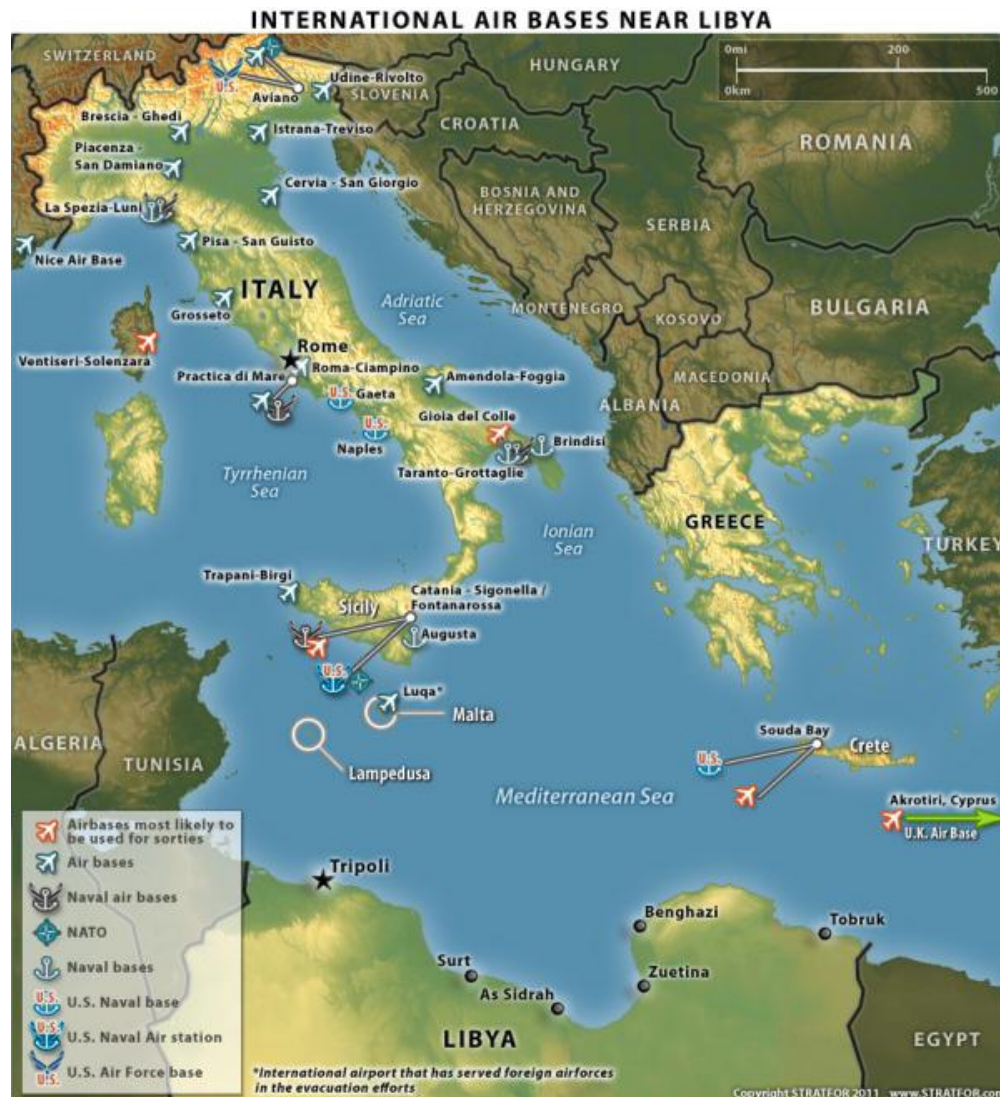 INTERNATIONAL AIR BASES NEAR LIBYA
SWITZERLAND
HUNGARY
0mi 200
0km 500
U.S.
Aviano
Udine-Rivolto
SLOVENIA
CROATIA
ROMANIA
Brescia - Ghedi
Istrana-Treviso
Piacenza -
San Damiano
Cervia - San Giorgio
BOSNIA AND
HERZEGOVINA
SERBIA
La Spezia-Luni
Pisa - San Guisto
Nice Air Base
ITALY
Adriatic
Sea
MONTENEGRO
KOSOVO
BULGARIA
Grosseto
Ventiseri-Solenzara
Rome
Roma-Ciampino
Practica di Mare
U.S. Gaeta
Amendola-Foggia
MACEDONIA
ALBANIA
Gioia del Colle
U.S.
Naples
Brindisi
Taranto-Grottaglie
Tyrrhenian
Sea
Ionian
Sea
GREECE
TURKEY
Trapani-Birgi
Sicily
Catania - Sigonella /
Fontanarossa
Augusta
U.S.
Luqa*
Malta
Lampedusa
ALGERIA
TUNISIA
Souda Bay
Crete
U.S.
Mediterranean Sea
Akrotiri, Cyprus
U.K. Air Base
Airbases most likely to
be used for sorties
Air bases
Naval air bases
NATO
Naval bases
U.S. U.S. Naval base
U.S. U.S. Naval Air station
U.S. U.S. Air Force base
Tripoli
Benghazi
Tobruk
Surt
Zuetina
As Sidrah
LIBYA
EGYPT
*International airport that has served foreign airforces
in the evacuation efforts
Copyright STRATFOR 2011 www.STRATFOR.com